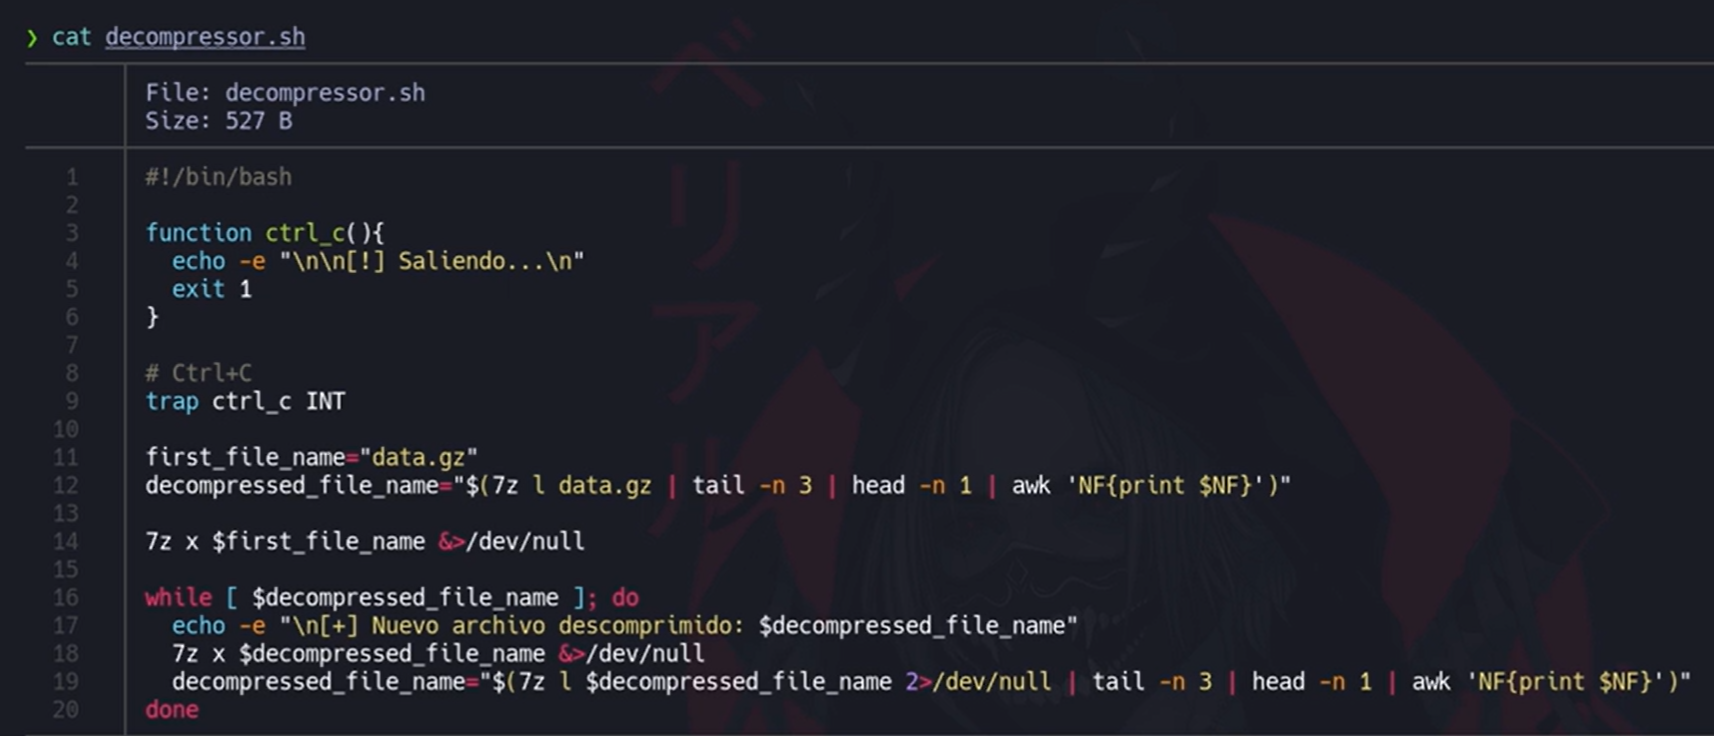 ❯ cat decompressor.sh
File: decompressor.sh
Size: 527 B
1 #!/bin/bash
2
3 function ctrl_c(){
4   echo -e "\n\n[!] Saliendo...\n"
5   exit 1
6 }
7
8 # Ctrl+C
9 trap ctrl_c INT
10
11 first_file_name="data.gz"
12 decompressed_file_name="$(7z l data.gz | tail -n 3 | head -n 1 | awk 'NF{print $NF}')"
13
14 7z x $first_file_name &>/dev/null
15
16 while [ $decompressed_file_name ]; do
17   echo -e "\n[+] Nuevo archivo descomprimido: $decompressed_file_name"
18   7z x $decompressed_file_name &>/dev/null
19   decompressed_file_name="$(7z l $decompressed_file_name 2>/dev/null | tail -n 3 | head -n 1 | awk 'NF{print $NF}')"
20 done
ベリアル